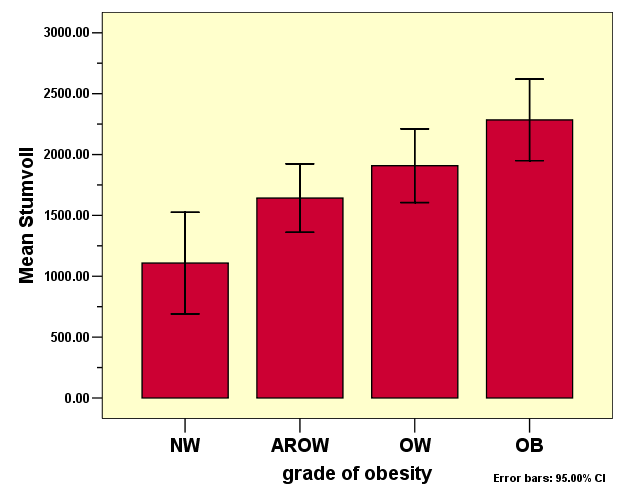 Mean Stumvoll
3000.00
2500.00
2000.00
1500.00
1000.00
500.00
0.00
NW AROW OW OB
grade of obesity
Error bars: 95.00% CI